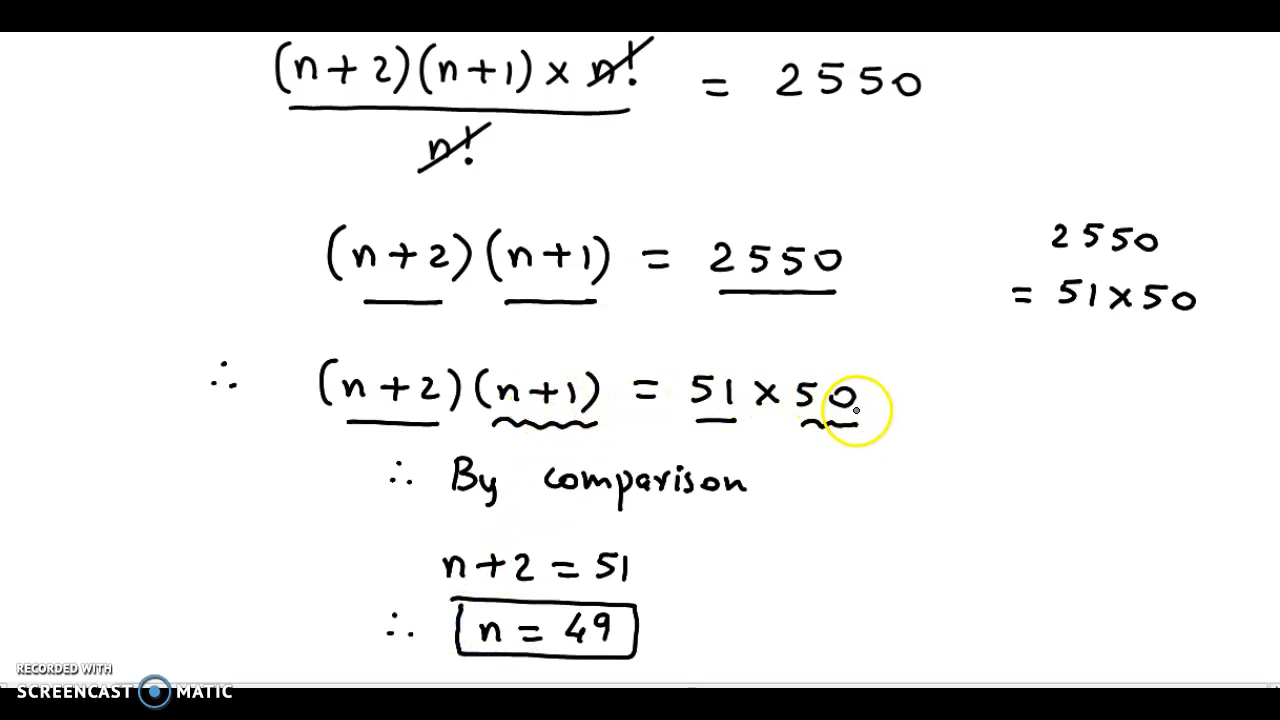 (n+2)(n+1) × n! = 2550
n!
(n+2)(n+1) = 2550
2550
= 51×50
∴ (n+2)(n+1) = 51×50
∴ By comparison
n+2 = 51
∴ n = 49
RECORDED WITH
SCREENCAST MATIC